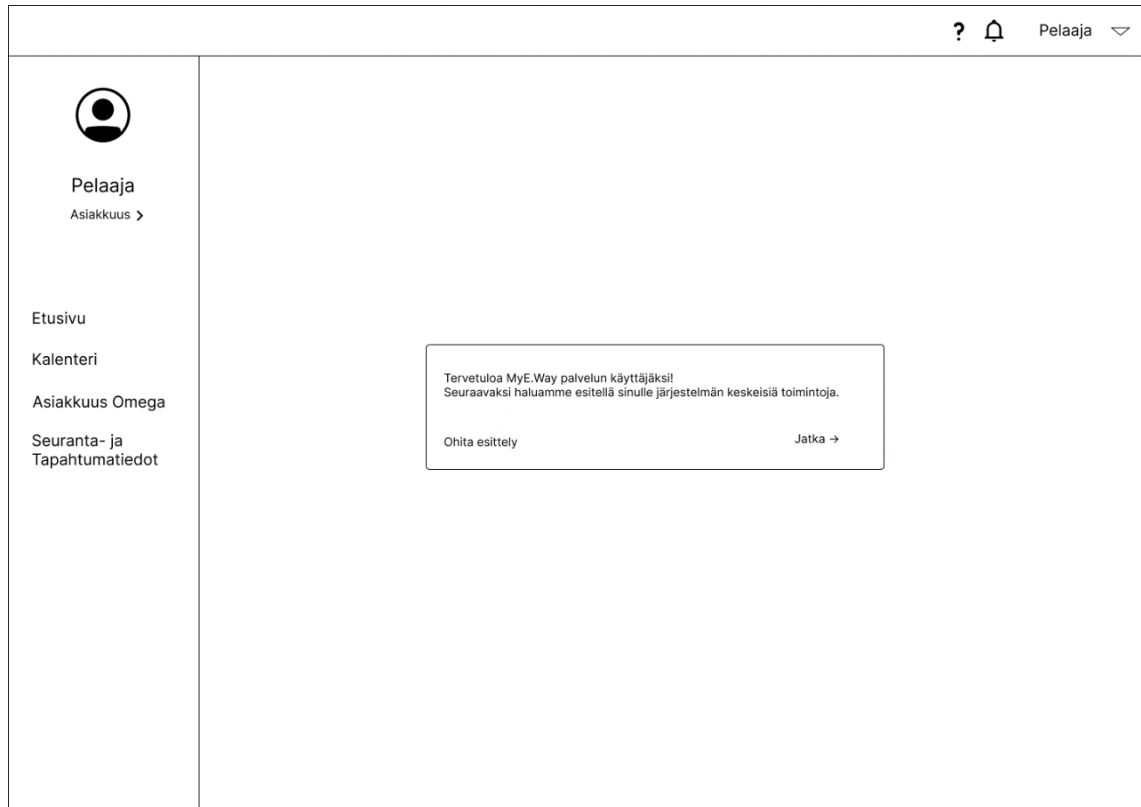 ? Pelaaja
Pelaaja
Asiakkuus >
Etusivu
Kalenteri
Asiakkuus Omega
Seuranta- ja
Tapahtumatiedot
Tervetuloa MyE.Way palvelun käyttäjäksi!
Seuraavaksi haluamme esitellä sinulle järjestelmän keskeisiä toimintoja.
Ohita esittely
Jatka →